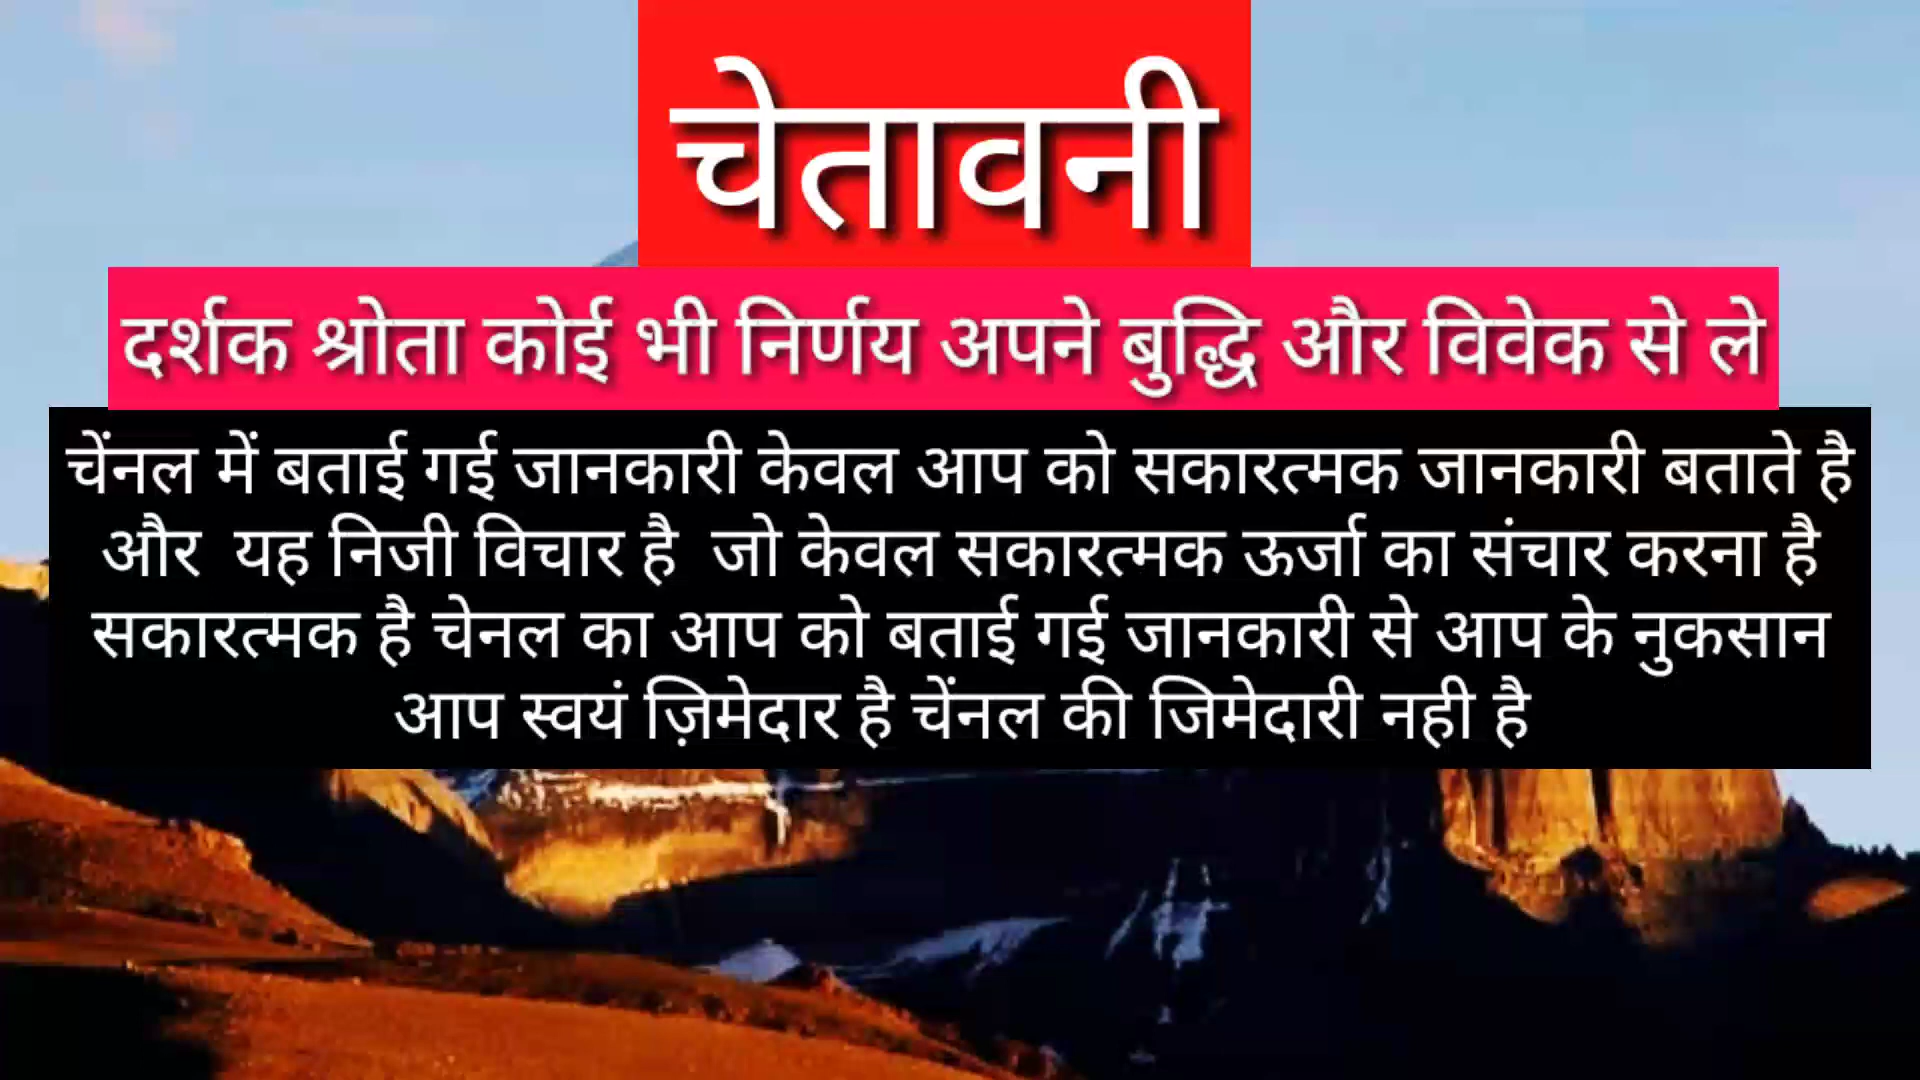 चेतावनी
दर्शक श्रोता कोई भी निर्णय अपने बुद्धि और विवेक से ले
चेंनल में बताई गई जानकारी केवल आप को सकारत्मक जानकारी बताते है
और यह निजी विचार है जो केवल सकारत्मक ऊर्जा का संचार करना है
सकारत्मक है चेनल का आप को बताई गई जानकारी से आप के नुकसान
आप स्वयं ज़िमेदार है चेंनल की जिमेदारी नही है